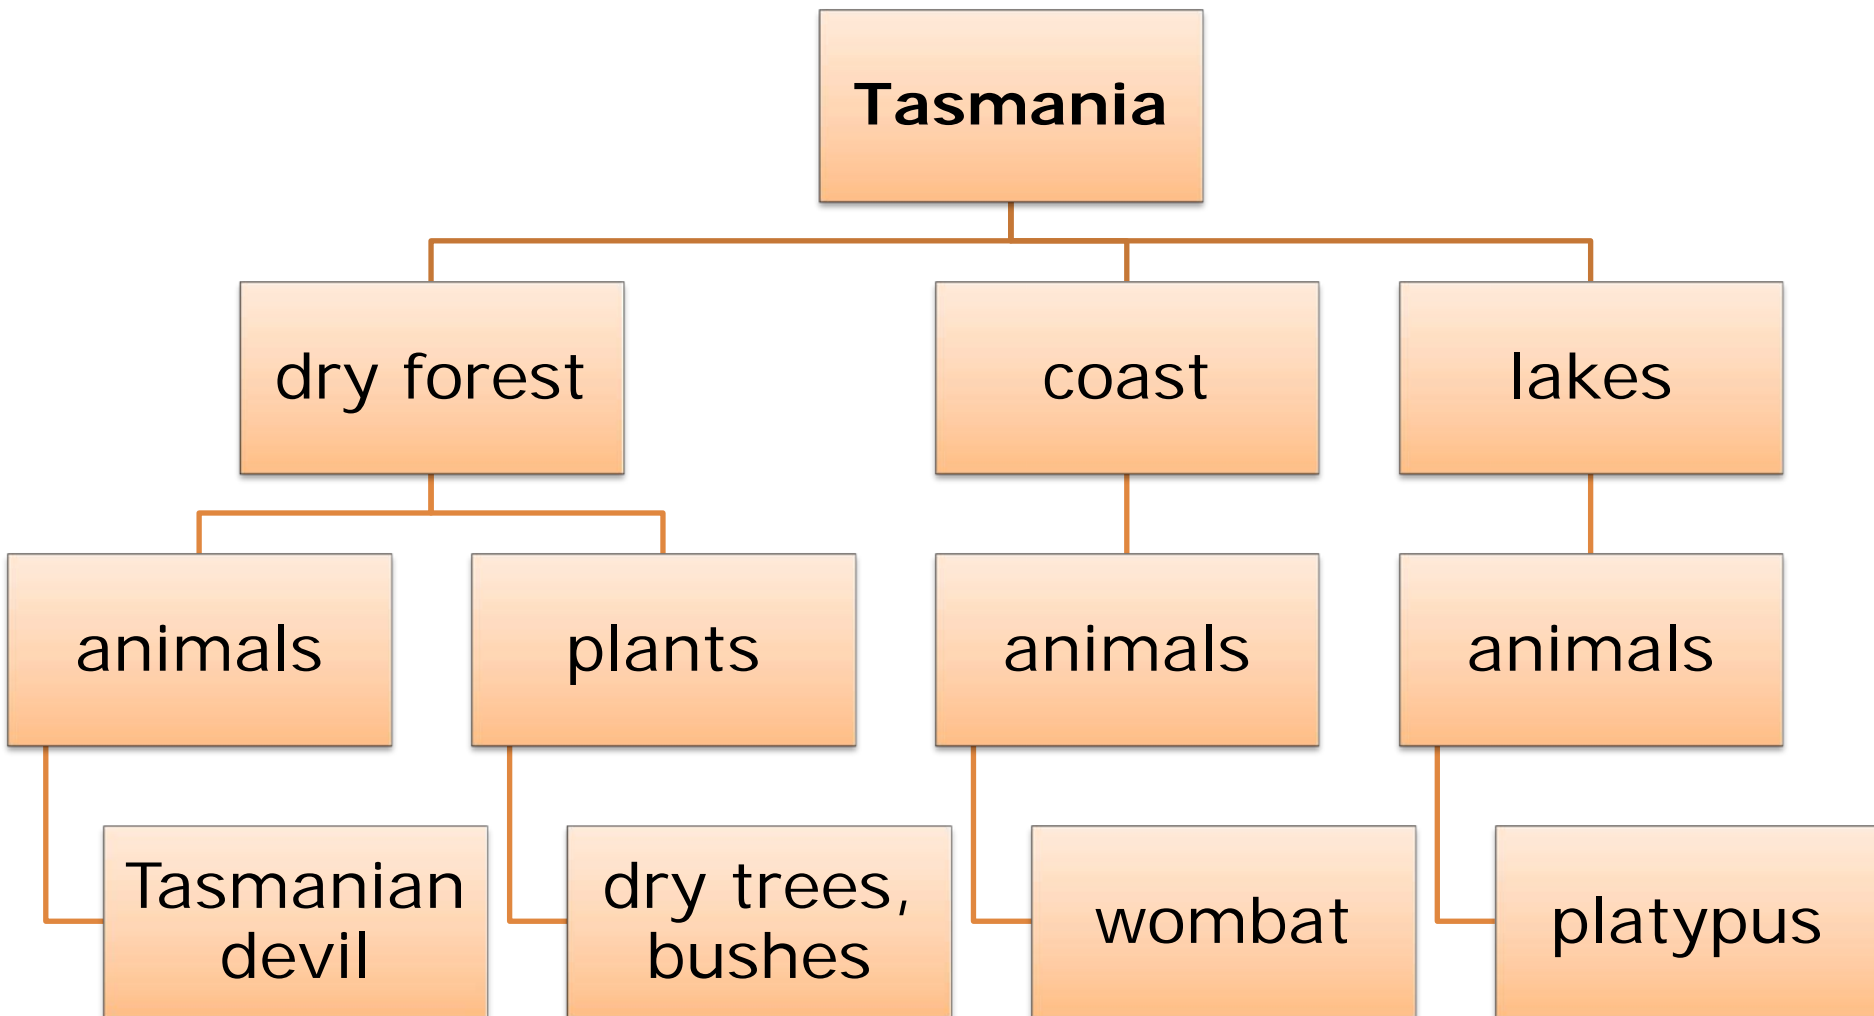 Tasmania
dry forest
coast
lakes
animals
plants
animals
animals
Tasmanian
devil
dry trees,
bushes
wombat
platypus